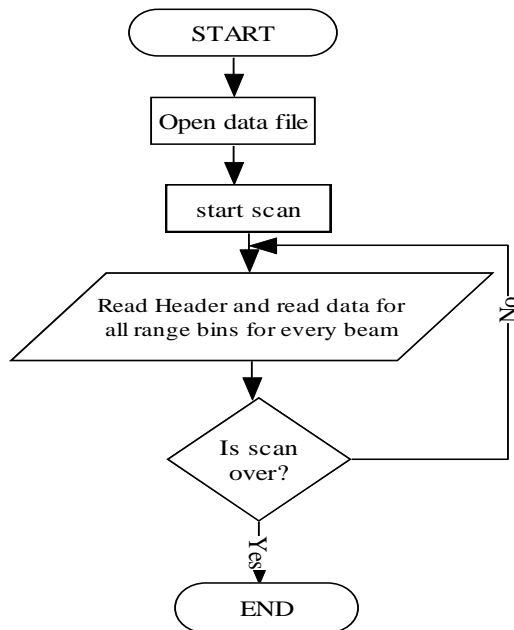 START
Open data file
start scan
Read Header and read data for
all range bins for every beam
Is scan
over?
No
Yes
END